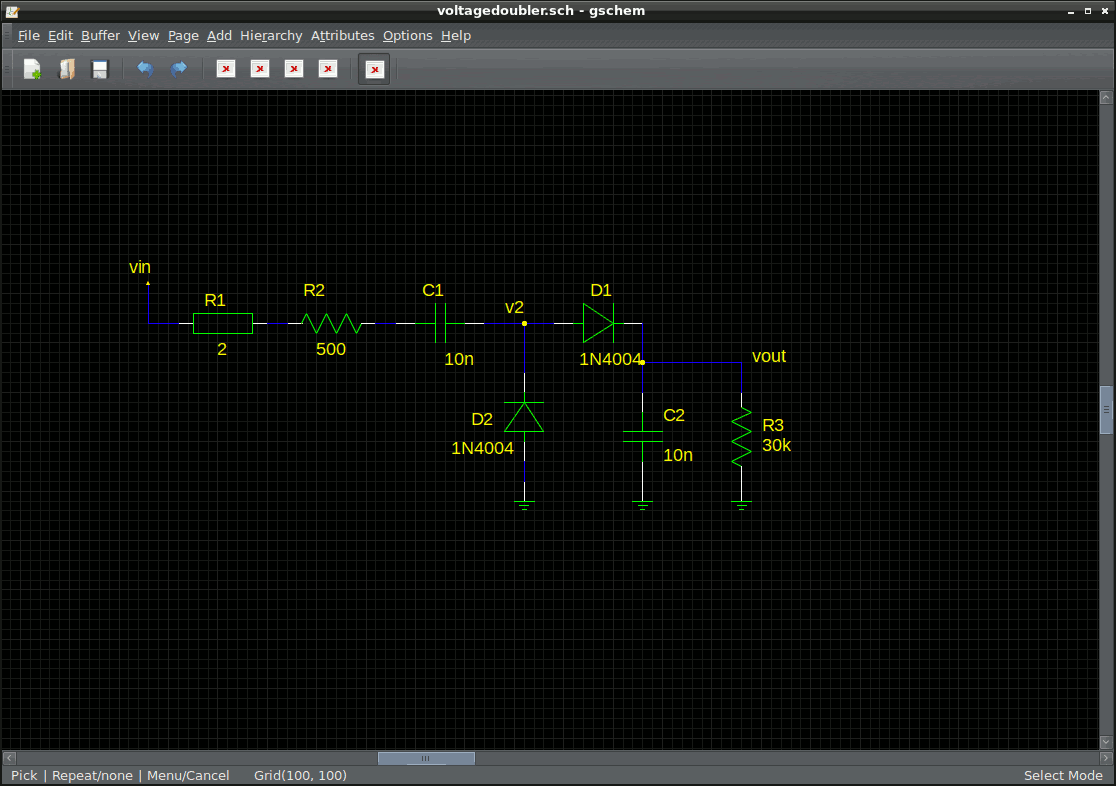 voltagedoubler.sch - gschem
File Edit Buffer View Page Add Hierarchy Attributes Options Help
vin
R1
2
R2
500
C1
10n
v2
D1
1N4004
vout
D2
1N4004
C2
10n
R3
30k
Pick | Repeat/none | Menu/Cancel Grid(100, 100) Select Mode